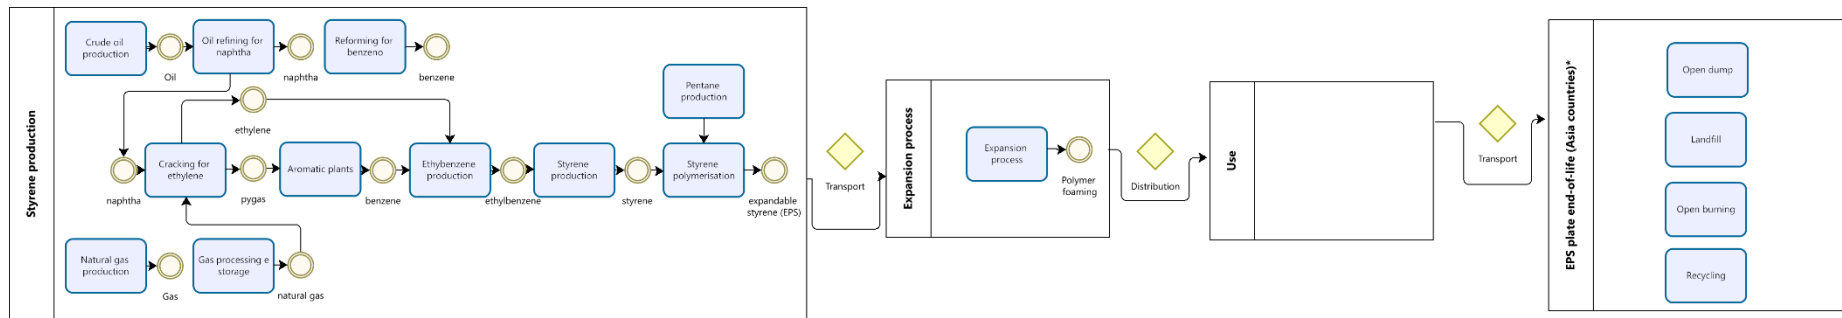 Styrene production
Crude oil
production
Oil
Oil refining for
naphtha
naphtha
Reforming for
benzeno
benzene
Pentane
production
ethylene
naphtha
Cracking for
ethylene
pygas
Aromatic plants
benzene
Ethybenzene
production
ethylbenzene
Styrene
production
styrene
Styrene
polymerisation
expandable
styrene (EPS)
Natural gas
production
Gas
Gas processing e
storage
natural gas
Transport
Expansion process
Expansion
process
Polymer
foaming
Distribution
Use
Transport
EPS plate end-of-life (Asia countries)*
Open dump
Landfill
Open burning
Recycling